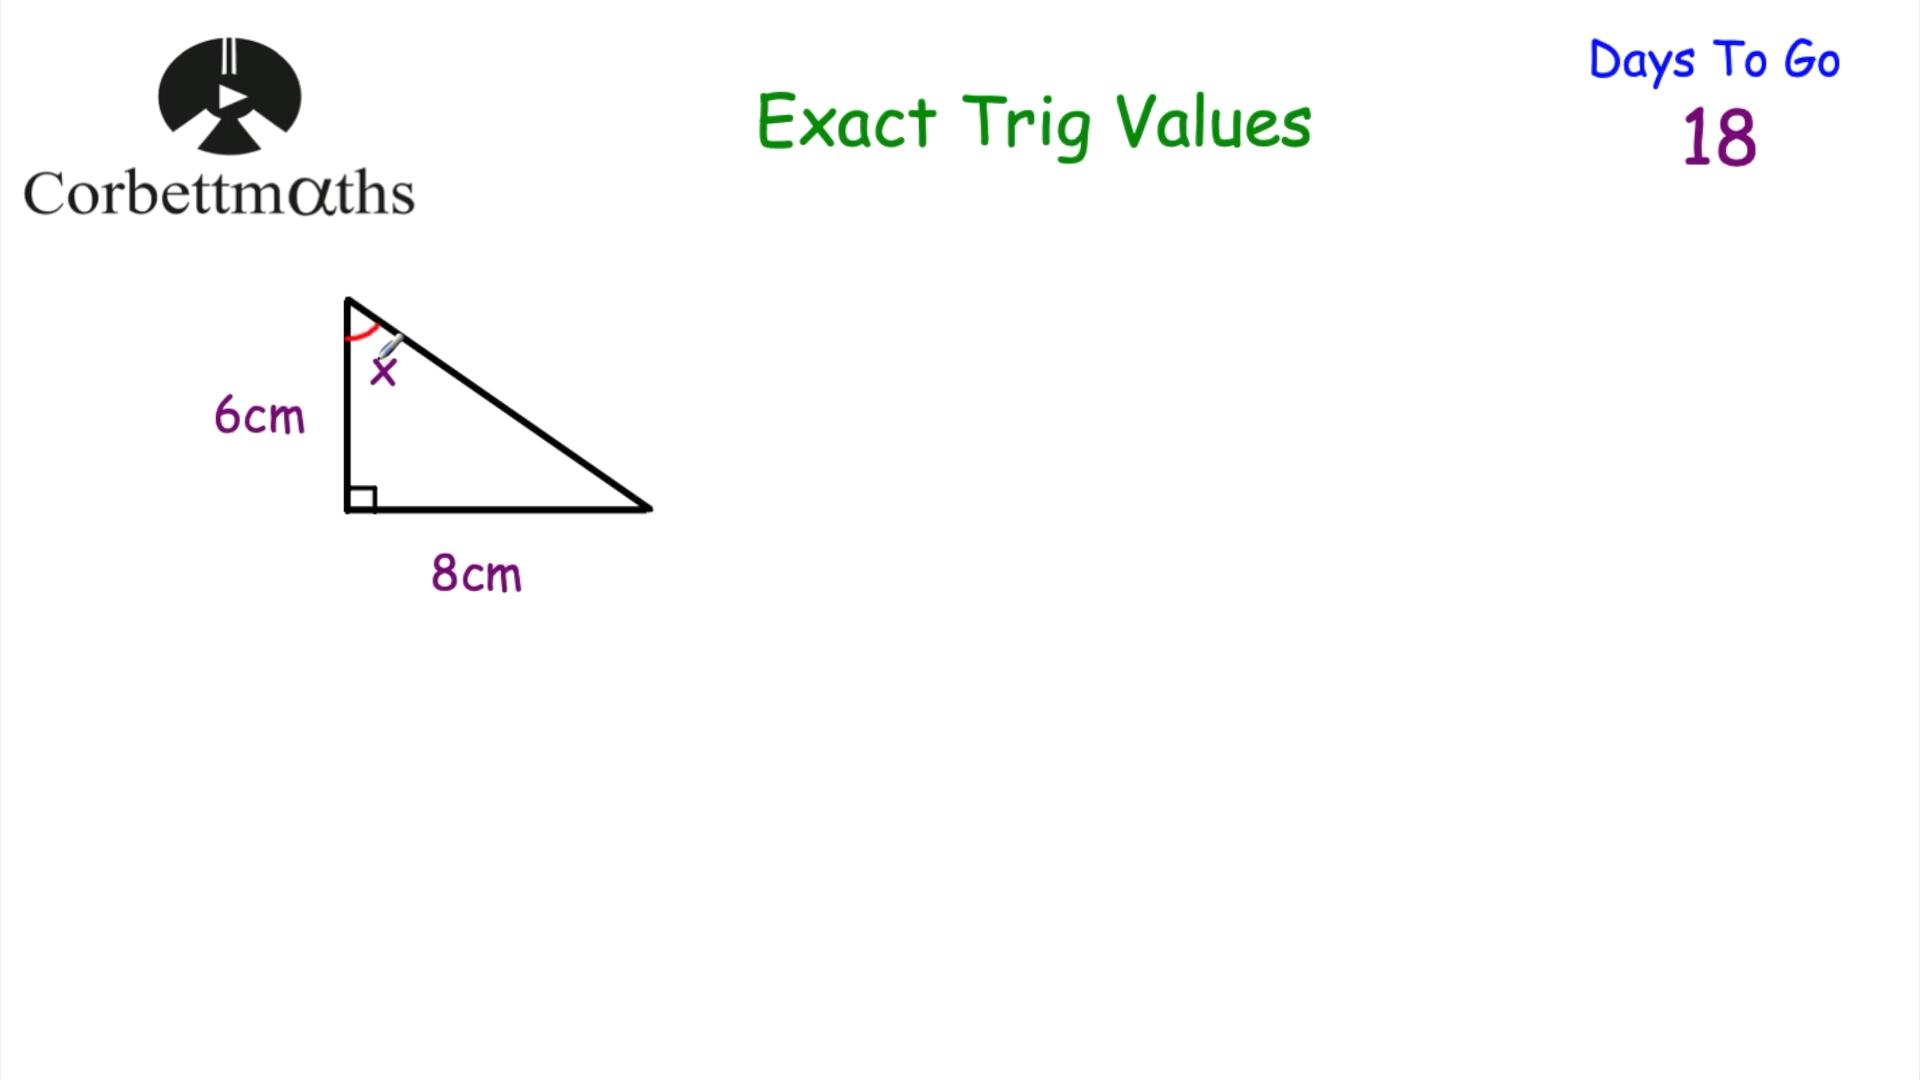 Corbettmαths
Exact Trig Values
Days To Go
18
x
6cm
8cm